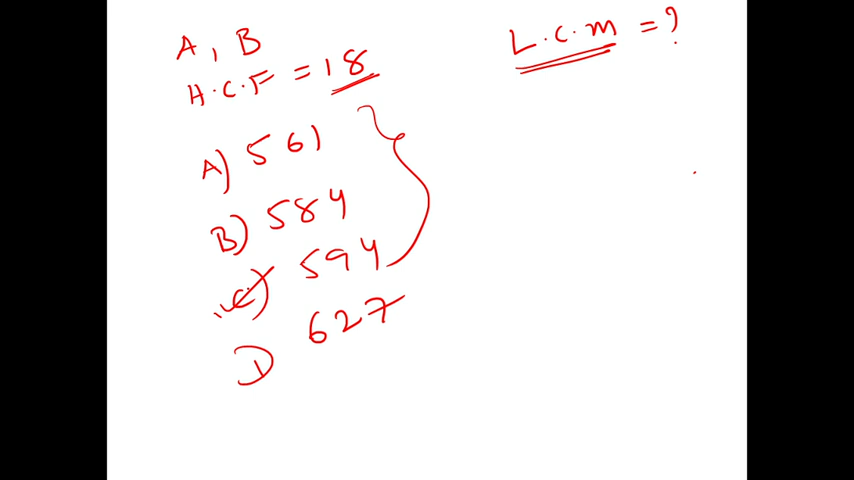 A, B
H.C.F = 18
L.C.M = ?
A) 561
B) 584
C) 594
D 627